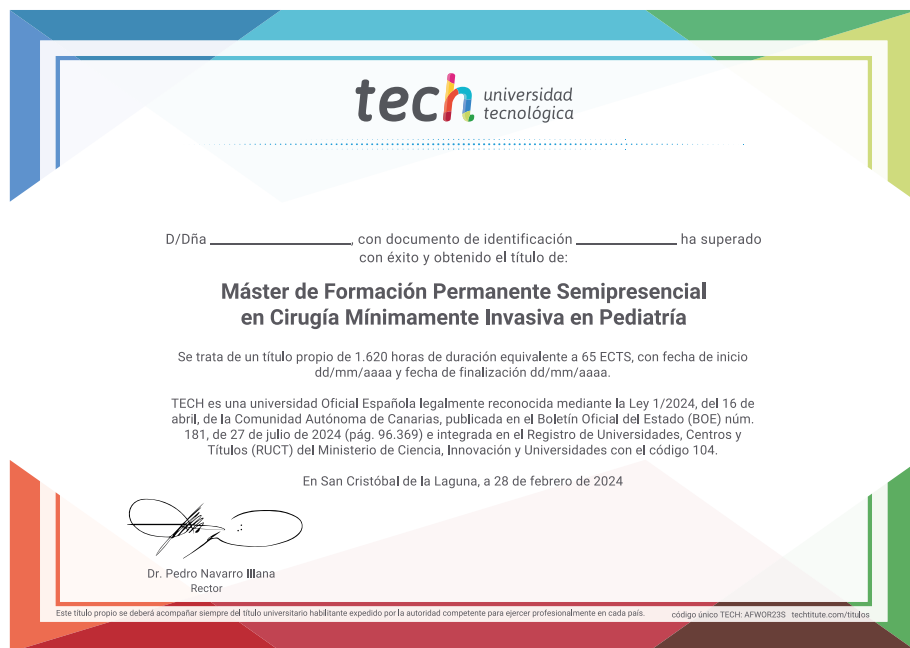 tech universidad
tecnológica
D/Dña ____________________, con documento de identificación ______________ ha superado
con éxito y obtenido el título de:
Máster de Formación Permanente Semipresencial
en Cirugía Mínimamente Invasiva en Pediatría
Se trata de un título propio de 1.620 horas de duración equivalente a 65 ECTS, con fecha de inicio
dd/mm/aaaa y fecha de finalización dd/mm/aaaa.
TECH es una universidad Oficial Española legalmente reconocida mediante la Ley 1/2024, del 16 de
abril, de la Comunidad Autónoma de Canarias, publicada en el Boletín Oficial del Estado (BOE) núm.
181, de 27 de julio de 2024 (pág. 96.369) e integrada en el Registro de Universidades, Centros y
Títulos (RUCT) del Ministerio de Ciencia, Innovación y Universidades con el código 104.
En San Cristóbal de la Laguna, a 28 de febrero de 2024
Dr. Pedro Navarro Illana
Rector
Este título propio se deberá acompañar siempre del título universitario habilitante expedido por la autoridad competente para ejercer profesionalmente en cada país. código único TECH: AFWOR23S techtitute.com/titulos